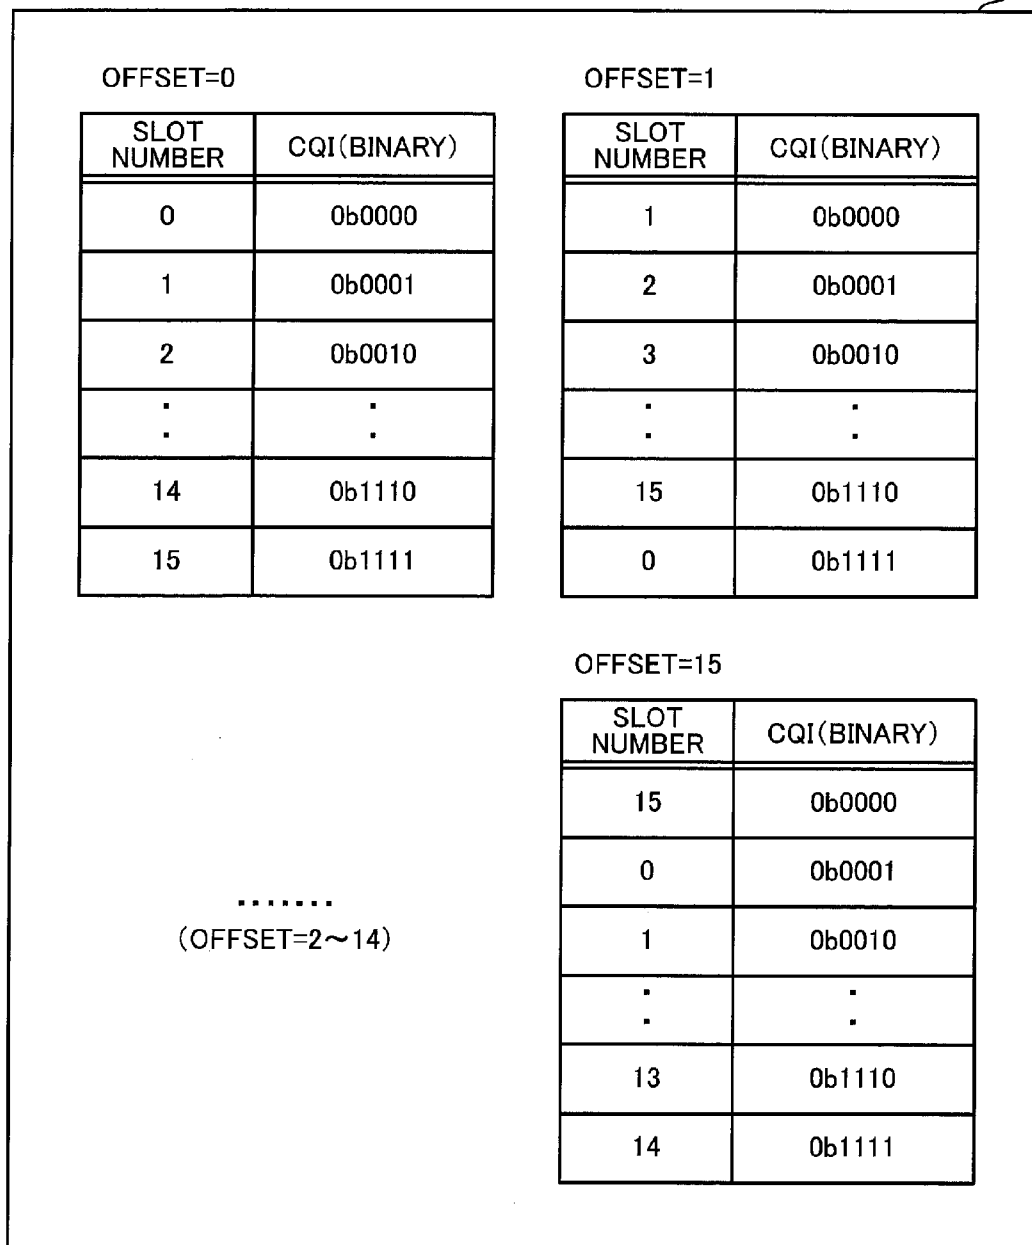 OFFSET=0
SLOT NUMBER CQI(BINARY)
0 0b0000
1 0b0001
2 0b0010
: :
14 0b1110
15 0b1111
OFFSET=1
SLOT NUMBER CQI(BINARY)
1 0b0000
2 0b0001
3 0b0010
: :
15 0b1110
0 0b1111
.......
(OFFSET=2～14)
OFFSET=15
SLOT NUMBER CQI(BINARY)
15 0b0000
0 0b0001
1 0b0010
: :
13 0b1110
14 0b1111